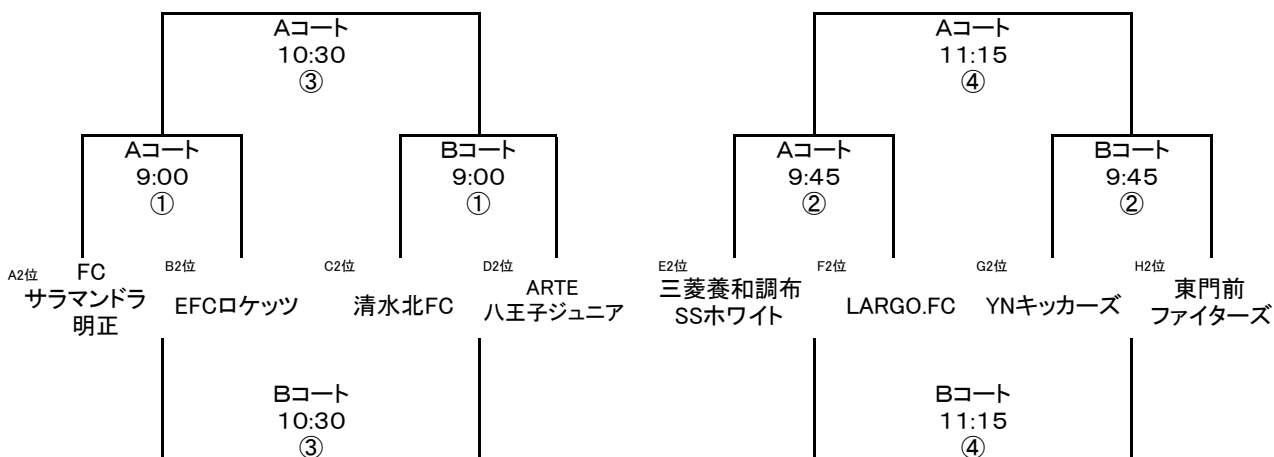 Aコート
10:30
③
Aコート
11:15
④
Aコート
9:00
①
Bコート
9:00
①
Aコート
9:45
②
Bコート
9:45
②
A2位
FC
サラマンドラ
明正
B2位
EFCロケッツ
C2位
清水北FC
D2位
ARTE
八王子ジュニア
E2位
三菱養和調布
SSホワイト
F2位
LARGO.FC
G2位
YNキッカーズ
H2位
東門前
ファイターズ
Bコート
10:30
③
Bコート
11:15
④